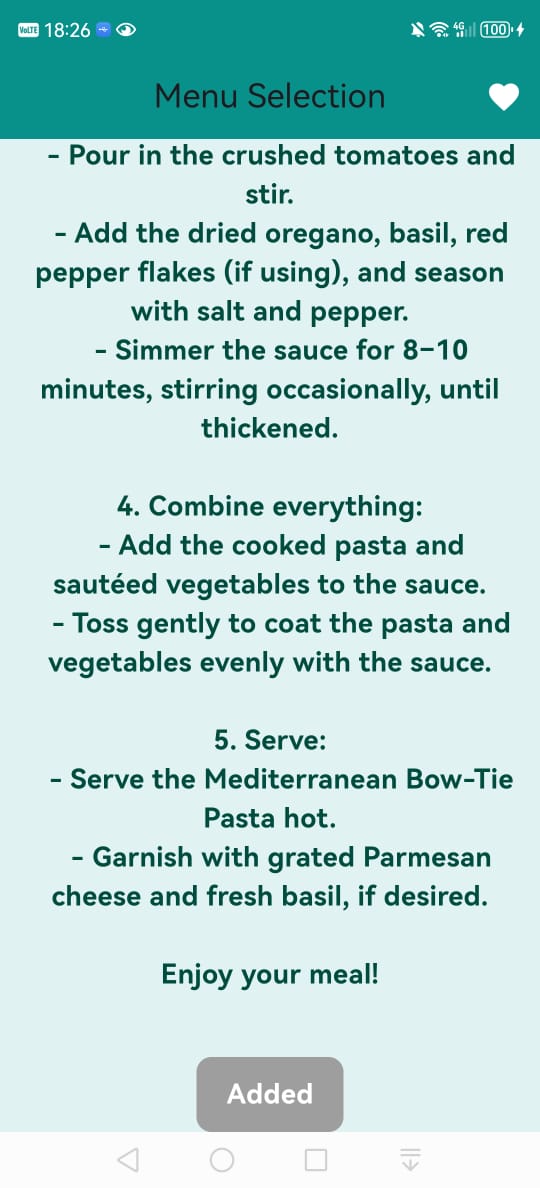 VoLTE 18:26 4G 100
Menu Selection
- Pour in the crushed tomatoes and
stir.
- Add the dried oregano, basil, red
pepper flakes (if using), and season
with salt and pepper.
- Simmer the sauce for 8–10
minutes, stirring occasionally, until
thickened.
4. Combine everything:
- Add the cooked pasta and
sautéed vegetables to the sauce.
- Toss gently to coat the pasta and
vegetables evenly with the sauce.
5. Serve:
- Serve the Mediterranean Bow-Tie
Pasta hot.
- Garnish with grated Parmesan
cheese and fresh basil, if desired.
Enjoy your meal!
Added